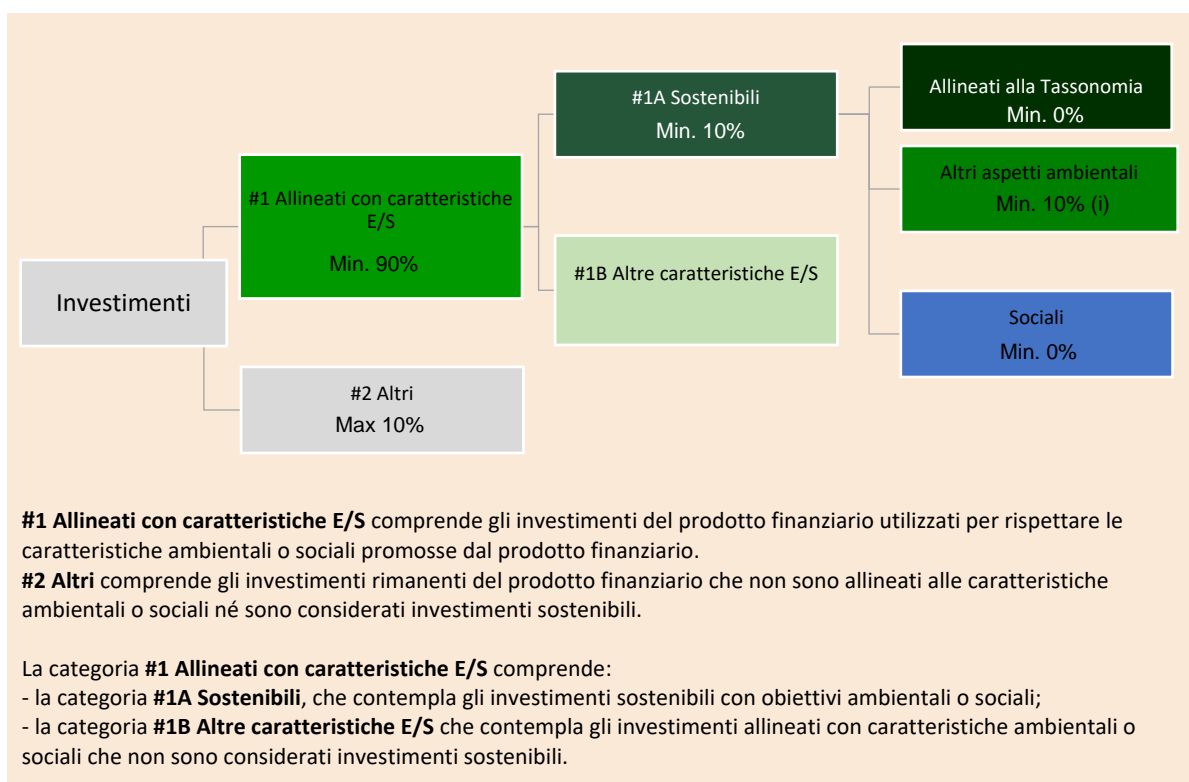 Investimenti
#1 Allineati con caratteristiche
E/S
Min. 90%
#2 Altri
Max 10%
#1A Sostenibili
Min. 10%
#1B Altre caratteristiche E/S
Allineati alla Tassonomia
Min. 0%
Altri aspetti ambientali
Min. 10% (i)
Sociali
Min. 0%
#1 Allineati con caratteristiche E/S comprende gli investimenti del prodotto finanziario utilizzati per rispettare le
caratteristiche ambientali o sociali promosse dal prodotto finanziario.
#2 Altri comprende gli investimenti rimanenti del prodotto finanziario che non sono allineati alle caratteristiche
ambientali o sociali né sono considerati investimenti sostenibili.
La categoria #1 Allineati con caratteristiche E/S comprende:
- la categoria #1A Sostenibili, che contempla gli investimenti sostenibili con obiettivi ambientali o sociali;
- la categoria #1B Altre caratteristiche E/S che contempla gli investimenti allineati con caratteristiche ambientali o
sociali che non sono considerati investimenti sostenibili.